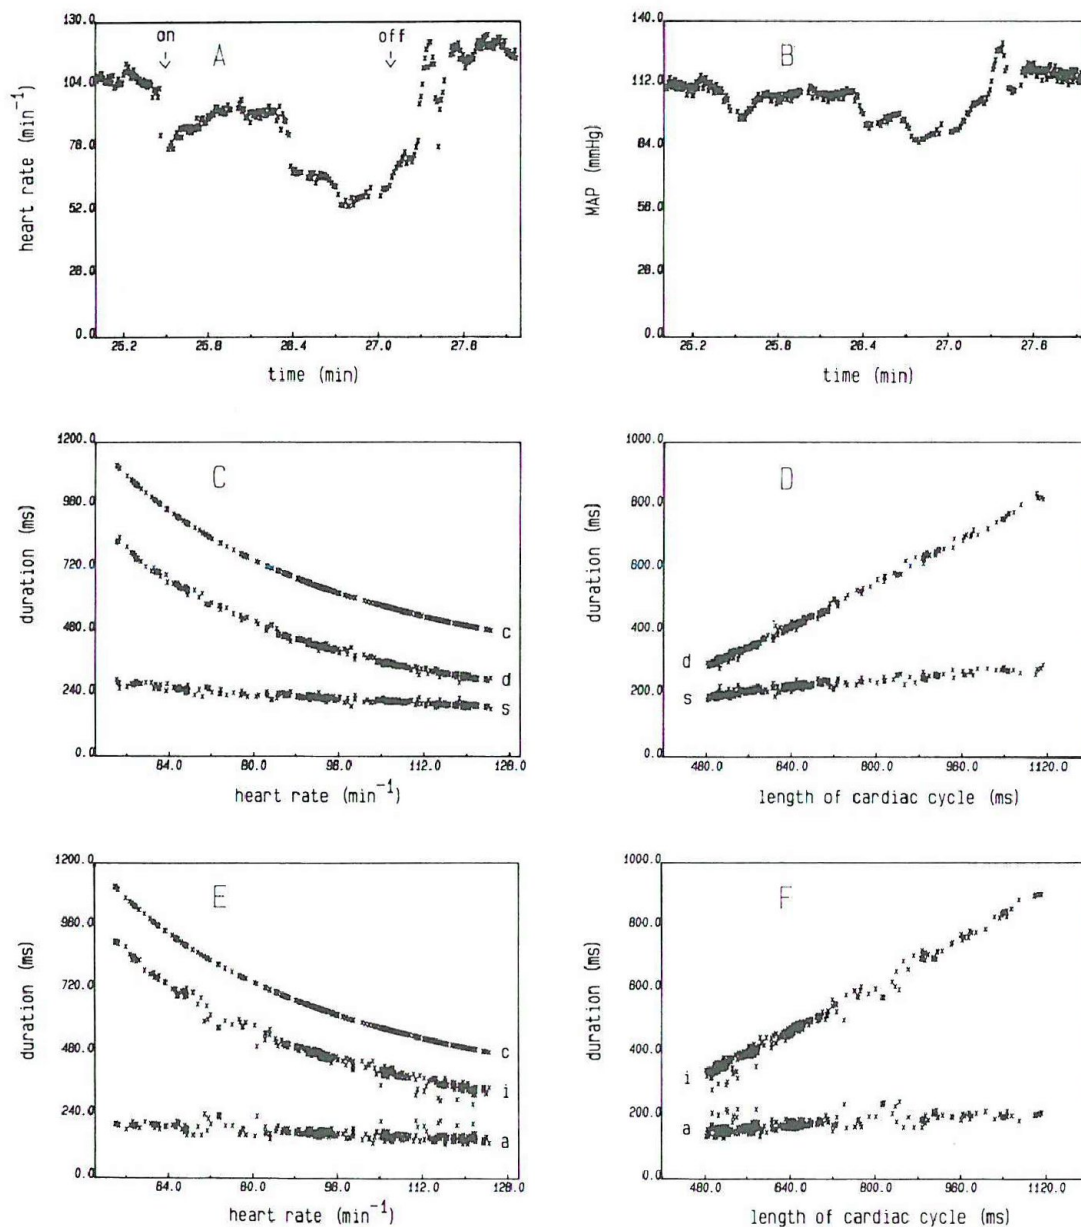 130.0
104.0
78.0
52.0
26.0
0.0
heart rate (min⁻¹)
on
A
off
25.2 25.8 26.4 27.0 27.6
time (min)
140.0
112.0
84.0
56.0
28.0
0.0
MAP (mmHg)
B
25.2 25.8 26.4 27.0 27.6
time (min)
1200.0
960.0
720.0
480.0
240.0
0.0
duration (ms)
C
c
d
s
64.0 80.0 96.0 112.0 128.0
heart rate (min⁻¹)
1000.0
800.0
600.0
400.0
200.0
0.0
duration (ms)
D
d
s
480.0 640.0 800.0 960.0 1120.0
length of cardiac cycle (ms)
1200.0
960.0
720.0
480.0
240.0
0.0
duration (ms)
E
c
i
a
64.0 80.0 96.0 112.0 128.0
heart rate (min⁻¹)
1000.0
800.0
600.0
400.0
200.0
0.0
duration (ms)
F
i
a
480.0 640.0 800.0 960.0 1120.0
length of cardiac cycle (ms)